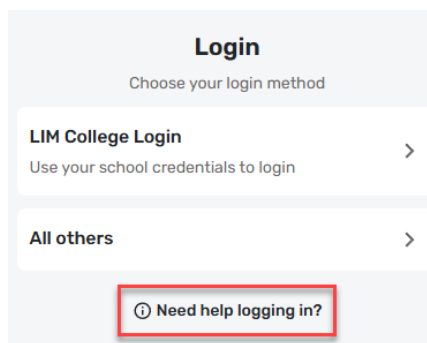 Login
Choose your login method
LIM College Login
Use your school credentials to login
All others
Need help logging in?